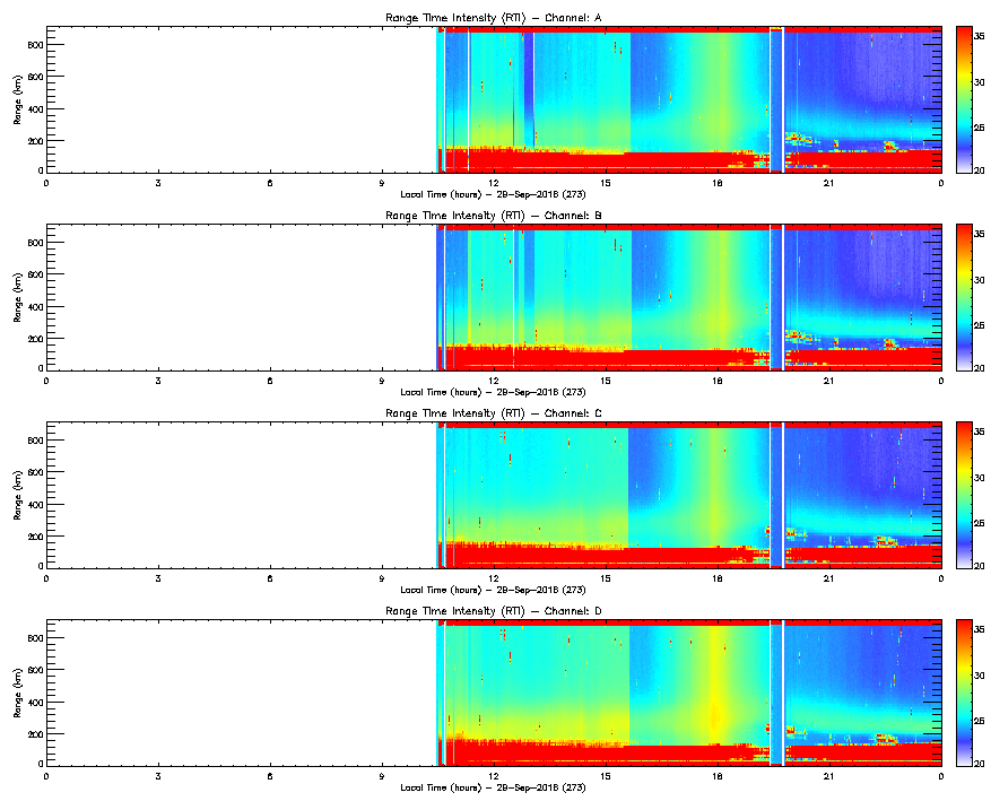 Range Time Intensity (RTI) – Channel: A
Range (km)
800
600
400
200
0
35
30
25
20
0 3 6 9 12 15 18 21 0
Local Time (hours) – 29–Sep–2016 (273)
Range Time Intensity (RTI) – Channel: B
Range (km)
800
600
400
200
0
35
30
25
20
0 3 6 9 12 15 18 21 0
Local Time (hours) – 29–Sep–2016 (273)
Range Time Intensity (RTI) – Channel: C
Range (km)
800
600
400
200
0
35
30
25
20
0 3 6 9 12 15 18 21 0
Local Time (hours) – 29–Sep–2016 (273)
Range Time Intensity (RTI) – Channel: D
Range (km)
800
600
400
200
0
35
30
25
20
0 3 6 9 12 15 18 21 0
Local Time (hours) – 29–Sep–2016 (273)